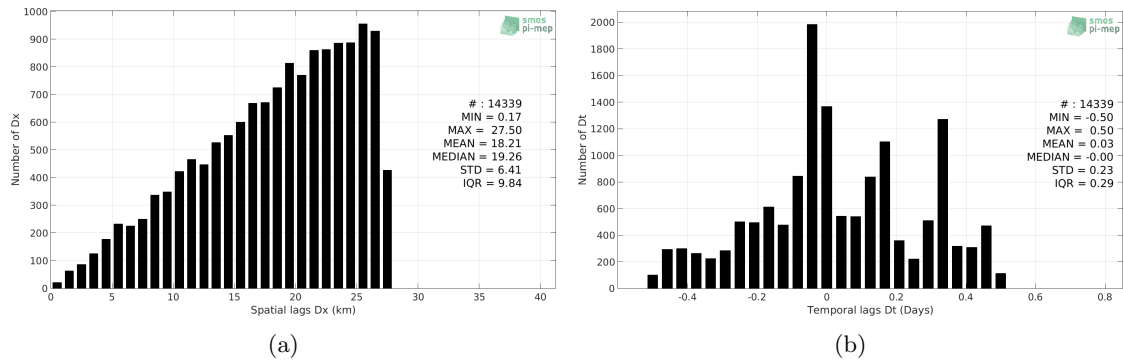 1000
900
800
700
600
500
400
300
200
100
0
0 5 10 15 20 25 30 35 40
Number of Dx
Spatial lags Dx (km)
smos
pi-mep
# : 14339
MIN = 0.17
MAX = 27.50
MEAN = 18.21
MEDIAN = 19.26
STD = 6.41
IQR = 9.84
(a)
2000
1800
1600
1400
1200
1000
800
600
400
200
0
-0.4 -0.2 0 0.2 0.4 0.6 0.8
Number of Dt
Temporal lags Dt (Days)
smos
pi-mep
# : 14339
MIN = -0.50
MAX = 0.50
MEAN = 0.03
MEDIAN = -0.00
STD = 0.23
IQR = 0.29
(b)